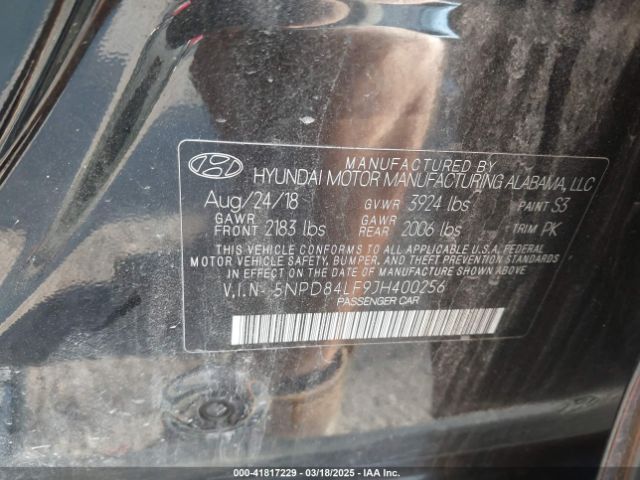 MANUFACTURED BY
HYUNDAI MOTOR MANUFACTURING ALABAMA, LLC
Aug/24/18 GVWR 3924 lbs PAINT S3
GAWR FRONT 2183 lbs GAWR REAR 2006 lbs TRIM PK
THIS VEHICLE CONFORMS TO ALL APPLICABLE U.S.A. FEDERAL
MOTOR VEHICLE SAFETY, BUMPER, AND THEFT PREVENTION STANDARDS
IN EFFECT ON THE DATE OF MANUFACTURE SHOWN ABOVE.
V.I.N- 5NPD84LF9JH400256
PASSENGER CAR
000-41817229 — 03/18/2025 — IAA Inc.